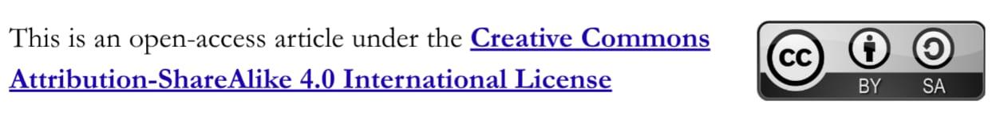 This is an open-access article under the Creative Commons
Attribution-ShareAlike 4.0 International License
cc
BY SA